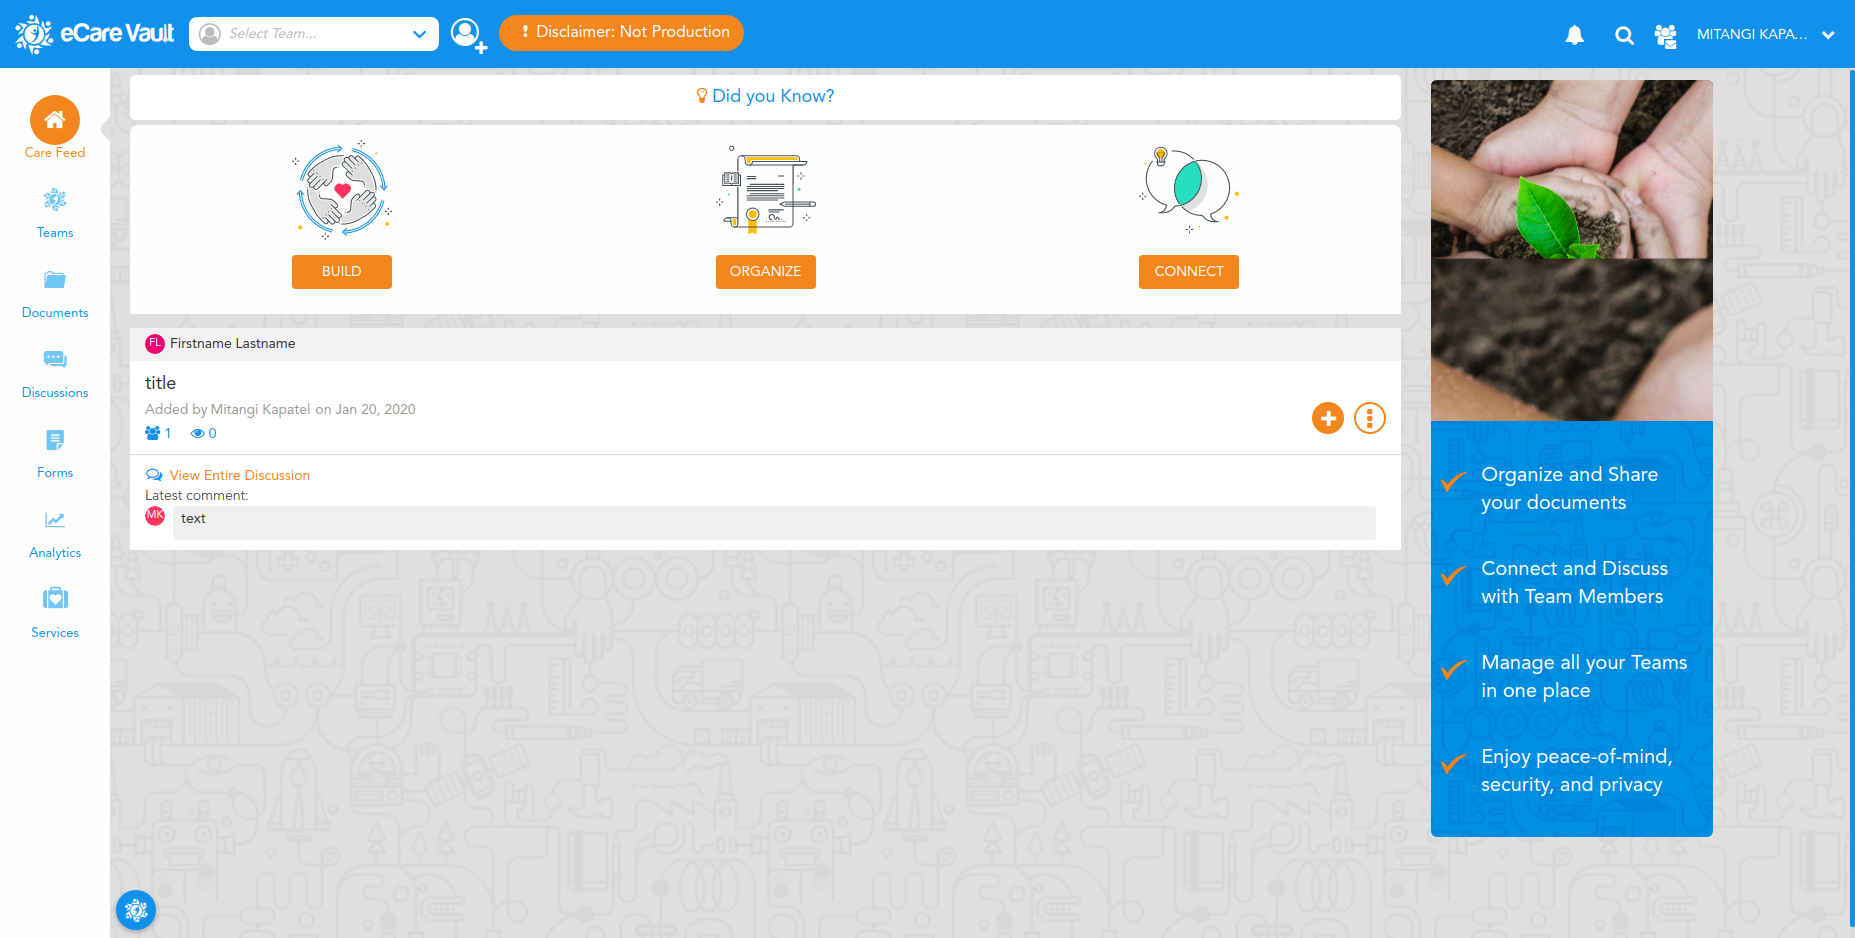 eCare Vault
Select Team...
! Disclaimer: Not Production
MITANGI KAPA...
Care Feed
Teams
Documents
Discussions
Forms
Analytics
Services
Did you Know?
BUILD
ORGANIZE
CONNECT
FL Firstname Lastname
title
Added by Mitangi Kapatel on Jan 20, 2020
1 0
View Entire Discussion
Latest comment:
MK text
Organize and Share
your documents
Connect and Discuss
with Team Members
Manage all your Teams
in one place
Enjoy peace-of-mind,
security, and privacy